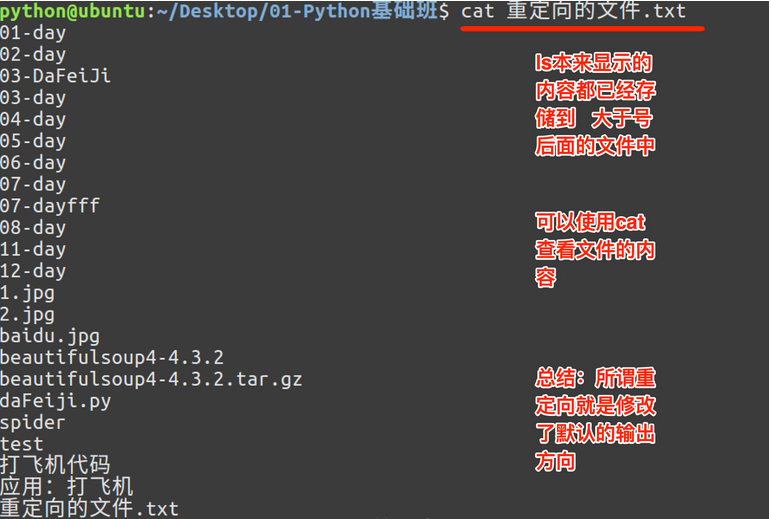 python@ubuntu:~/Desktop/01-Python基础班$ cat 重定向的文件.txt
01-day
02-day
03-DaFeiJi
03-day
04-day
05-day
06-day
07-day
07-dayfff
08-day
11-day
12-day
1.jpg
2.jpg
baidu.jpg
beautifulsoup4-4.3.2
beautifulsoup4-4.3.2.tar.gz
daFeiji.py
spider
test
打飞机代码
应用：打飞机
重定向的文件.txt
ls本来显示的
内容都已经存
储到 大于号
后面的文件中
可以使用cat
查看文件的内
容
总结：所谓重
定向就是修改
了默认的输出
方向